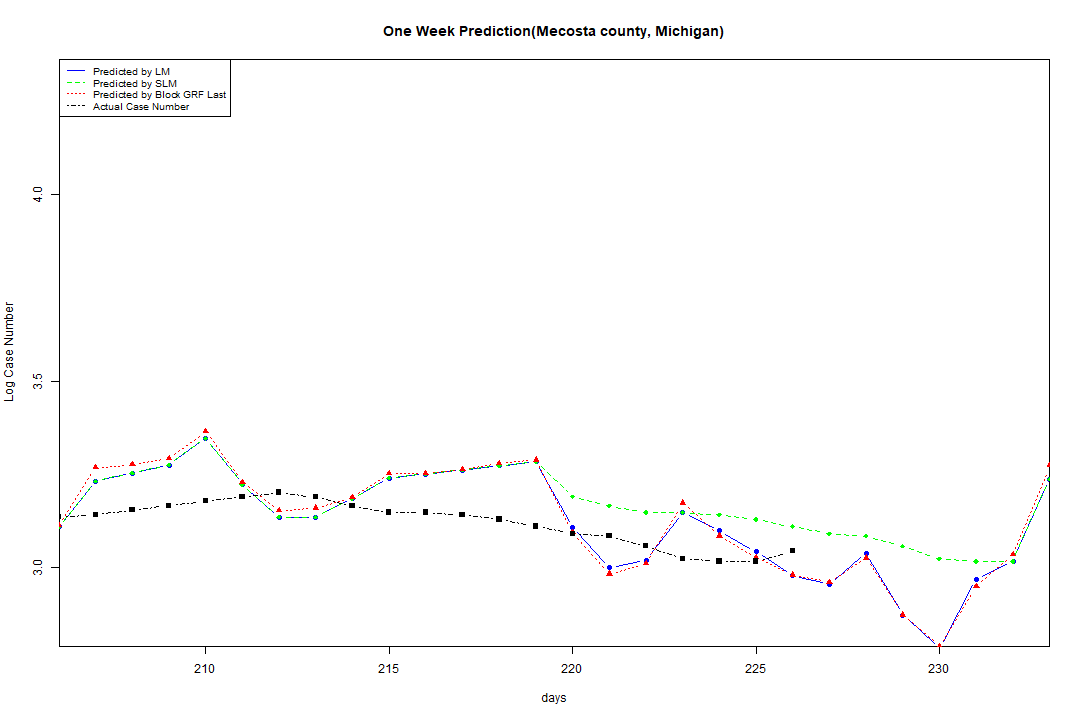 One Week Prediction(Mecosta county, Michigan)
Predicted by LM
Predicted by SLM
Predicted by Block GRF Last
Actual Case Number
4.0
3.5
3.0
Log Case Number
210 215 220 225 230
days